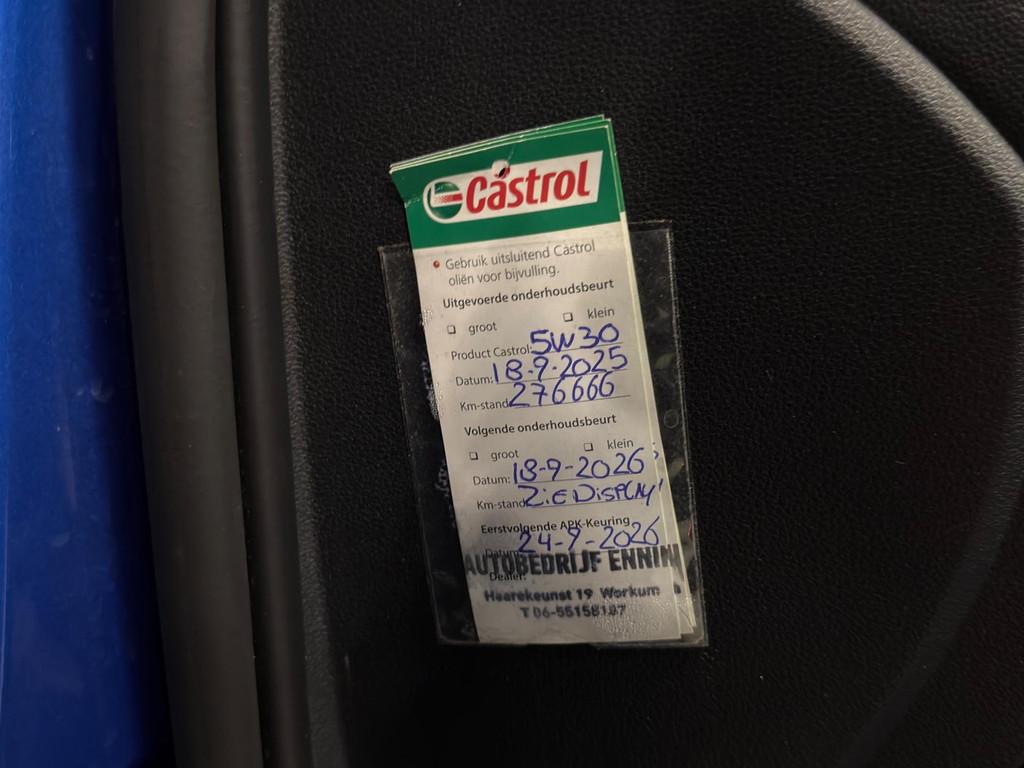 Castrol
• Gebruik uitsluitend Castrol
oliën voor bijvulling.
Uitgevoerde onderhoudsbeurt
groot klein
Product Castrol: 5W30
Datum: 18-9-2025
Km-stand 276666
Volgende onderhoudsbeurt
groot klein
Datum: 18-9-2026
Km-stand ZiE DiSPLAY
Eerstvolgende APK-Keuring
Datum 24-9-2026
Dealer:
AUTOBEDRIJF
Haarekeunst 19 Workum
T 06-55158187